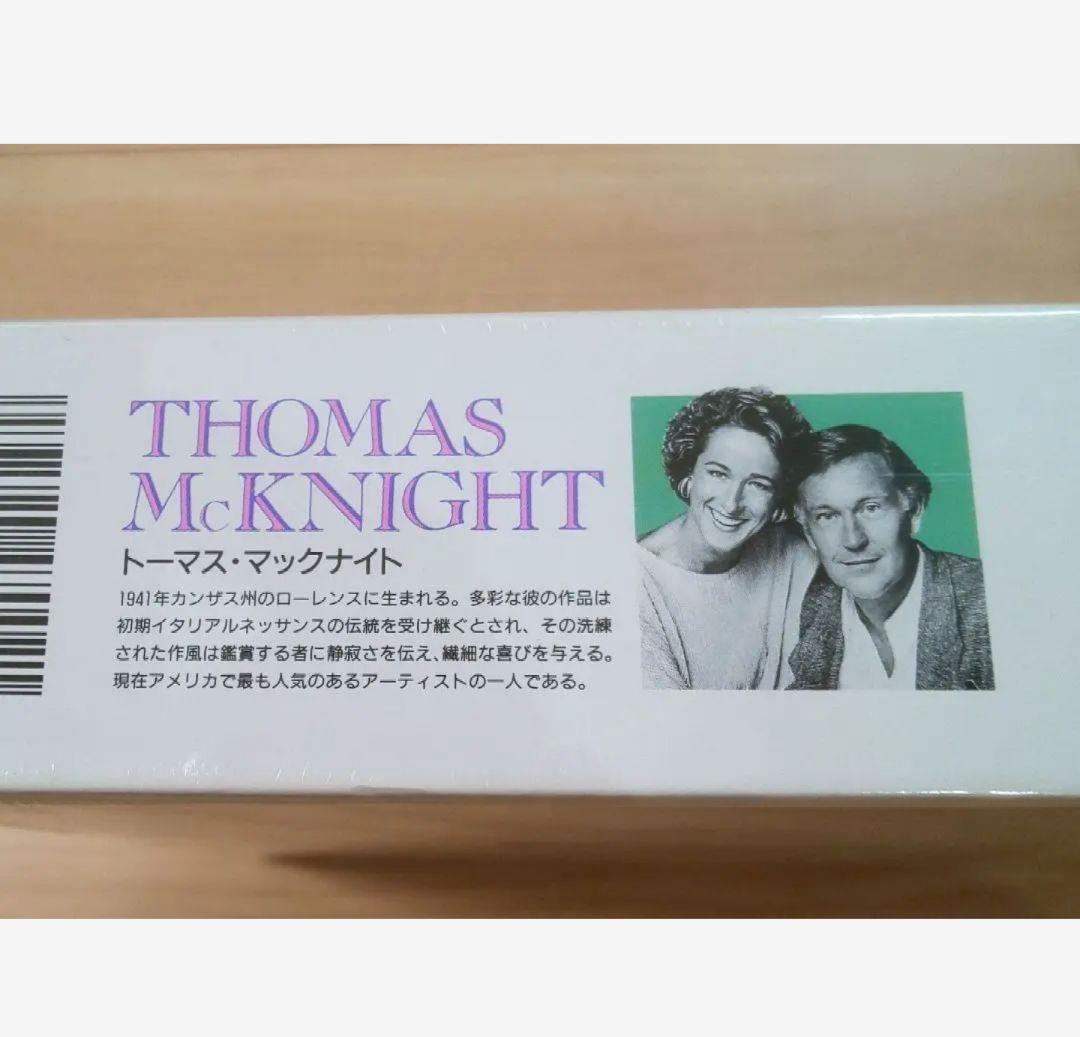 THOMAS
McKNIGHT
トーマス・マックナイト
1941年カンザス州のローレンスに生まれる。多彩な彼の作品は
初期イタリアルネッサンスの伝統を受け継ぐとされ、その洗練
された作風は鑑賞する者に静寂さを伝え、繊細な喜びを与える。
現在アメリカで最も人気のあるアーティストの一人である。